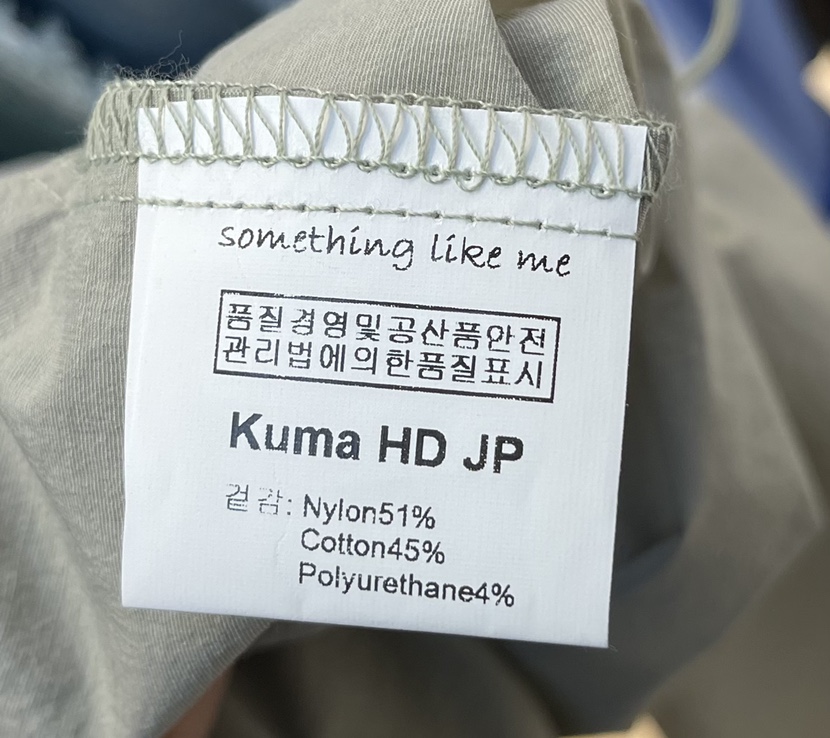 something like me
품질경영및공산품안전
관리법에의한품질표시
Kuma HD JP
겉감: Nylon51%
Cotton45%
Polyurethane4%